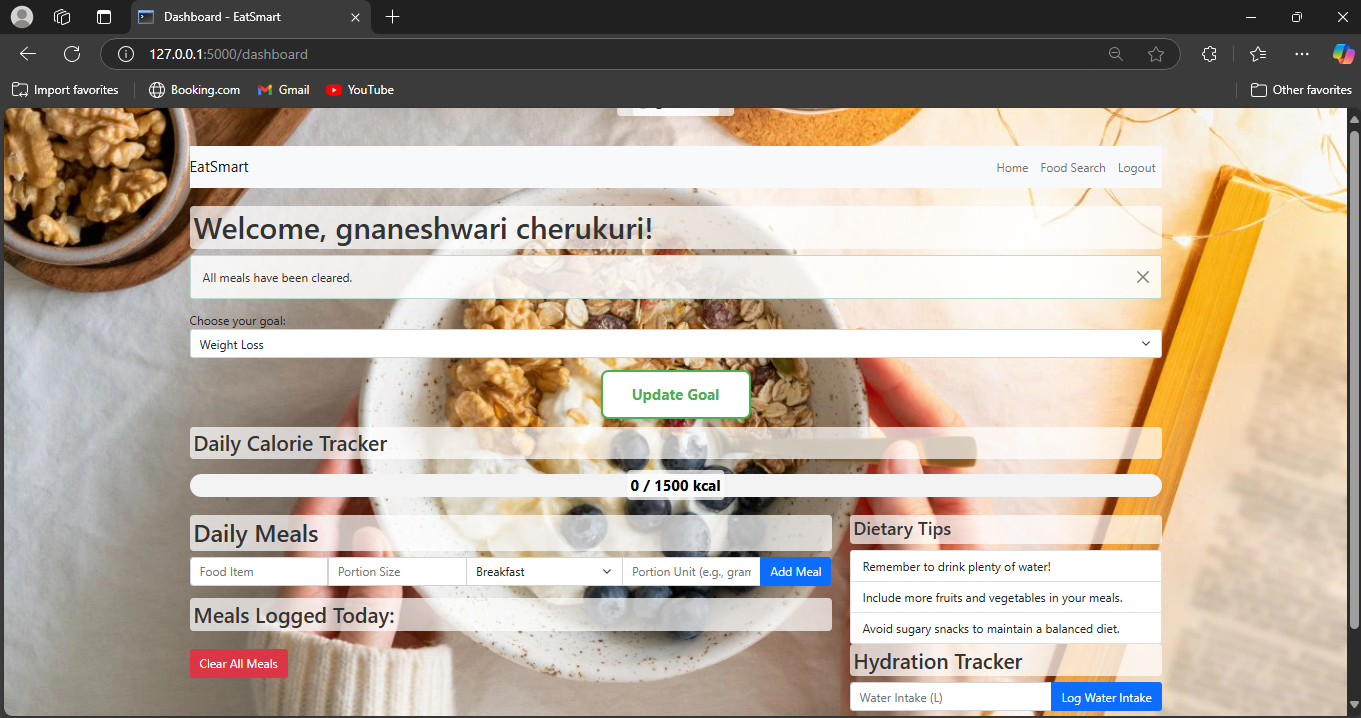 Dashboard - EatSmart
127.0.0.1:5000/dashboard
Import favorites
Booking.com
Gmail
YouTube
Other favorites
EatSmart
Home
Food Search
Logout
Welcome, gnaneshwari cherukuri!
All meals have been cleared.
Choose your goal:
Weight Loss
Update Goal
Daily Calorie Tracker
0 / 1500 kcal
Daily Meals
Food Item
Portion Size
Breakfast
Portion Unit (e.g., gram
Add Meal
Meals Logged Today:
Clear All Meals
Dietary Tips
Remember to drink plenty of water!
Include more fruits and vegetables in your meals.
Avoid sugary snacks to maintain a balanced diet.
Hydration Tracker
Water Intake (L)
Log Water Intake